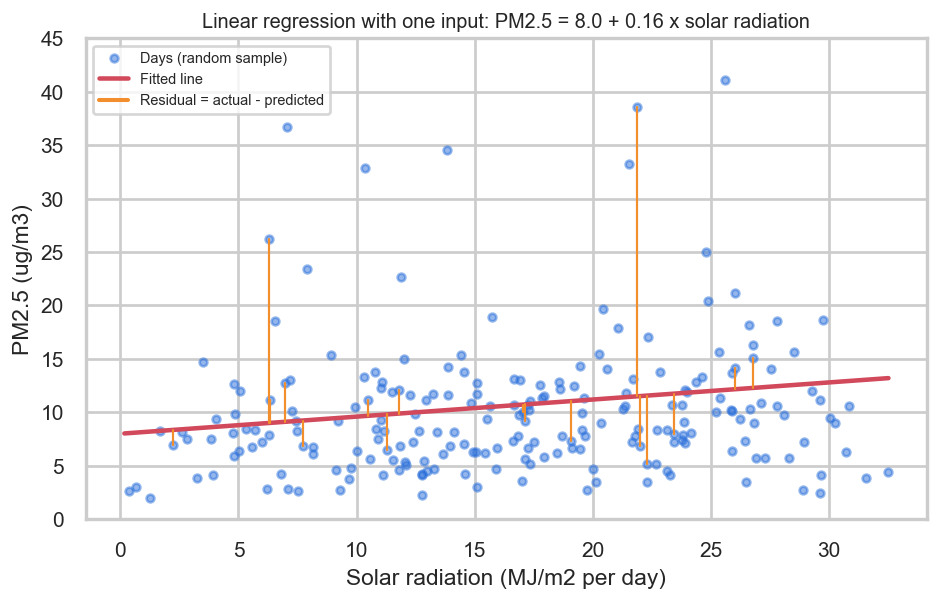 Linear regression with one input: PM2.5 = 8.0 + 0.16 x solar radiation
Days (random sample)
Fitted line
Residual = actual - predicted
PM2.5 (ug/m3)
45
40
35
30
25
20
15
10
5
0
0 5 10 15 20 25 30
Solar radiation (MJ/m2 per day)